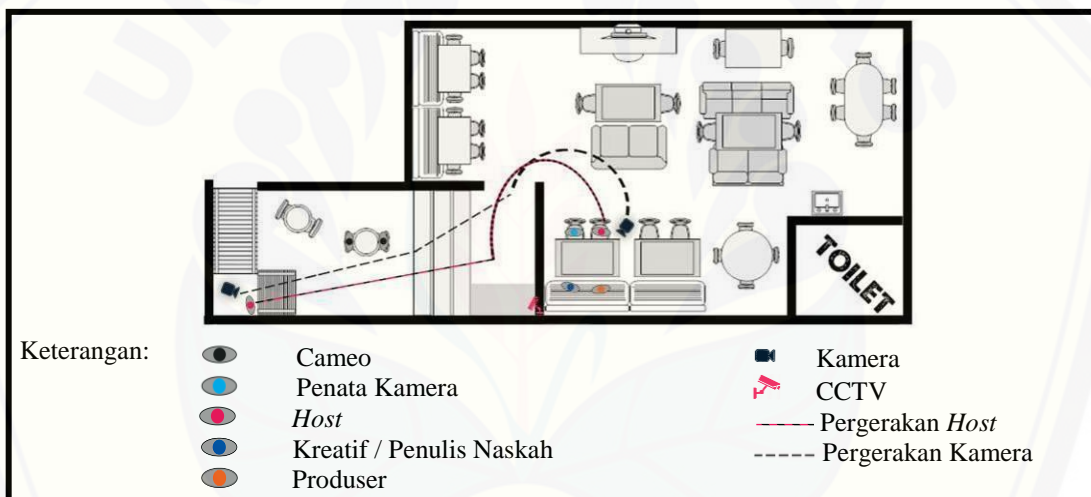 TOILET
Keterangan:
Cameo
Penata Kamera
Host
Kreatif / Penulis Naskah
Produser
Kamera
CCTV
Pergerakan Host
Pergerakan Kamera